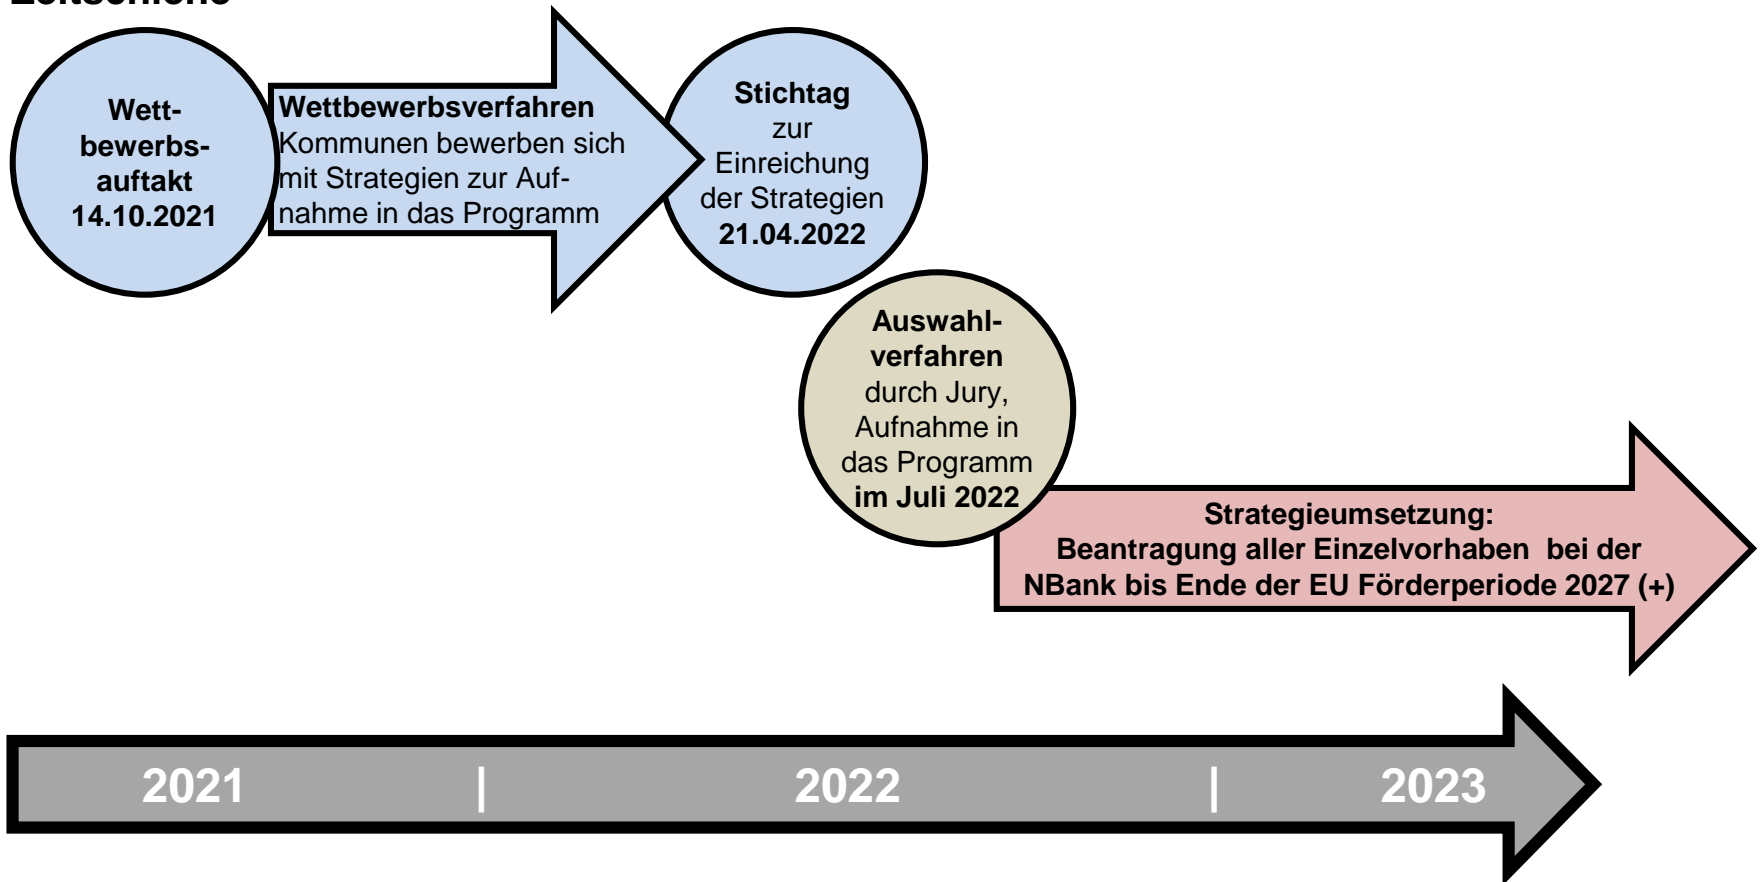 Wett-
bewerbs-
auftakt
14.10.2021
Wettbewerbsverfahren
Kommunen bewerben sich
mit Strategien zur Auf-
nahme in das Programm
Stichtag
zur
Einreichung
der Strategien
21.04.2022
Auswahl-
verfahren
durch Jury,
Aufnahme in
das Programm
im Juli 2022
Strategieumsetzung:
Beantragung aller Einzelvorhaben bei der
NBank bis Ende der EU Förderperiode 2027 (+)
2021 | 2022 | 2023